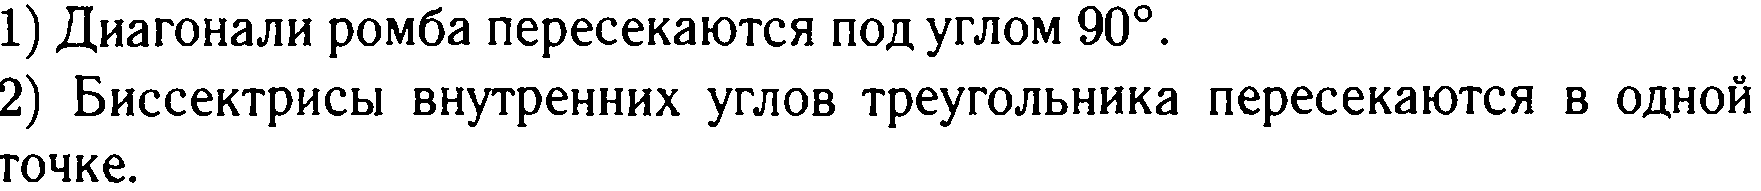 1) Диагонали ромба пересекаются под углом 90°.
2) Биссектрисы внутренних углов треугольника пересекаются в одной
точке.